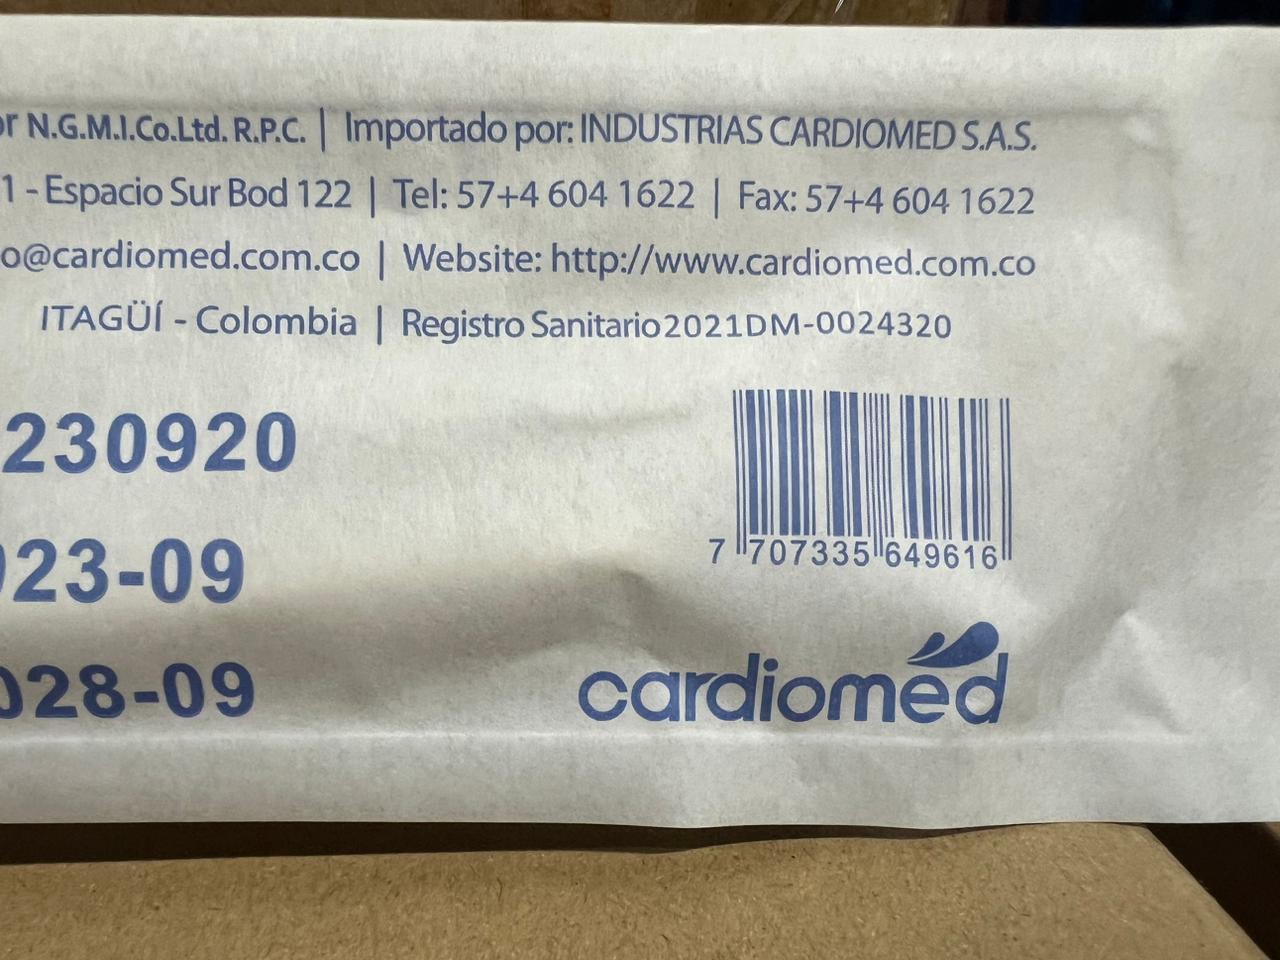 N.G.M.I.Co.Ltd. R.P.C. | Importado por: INDUSTRIAS CARDIOMED S.A.S.
1 - Espacio Sur Bod 122 | Tel: 57+4 604 1622 | Fax: 57+4 604 1622
o@cardiomed.com.co | Website: http://www.cardiomed.com.co
ITAGÜÍ - Colombia | Registro Sanitario2021DM-0024320
230920
023-09
028-09
7 707335 649616
cardiomed